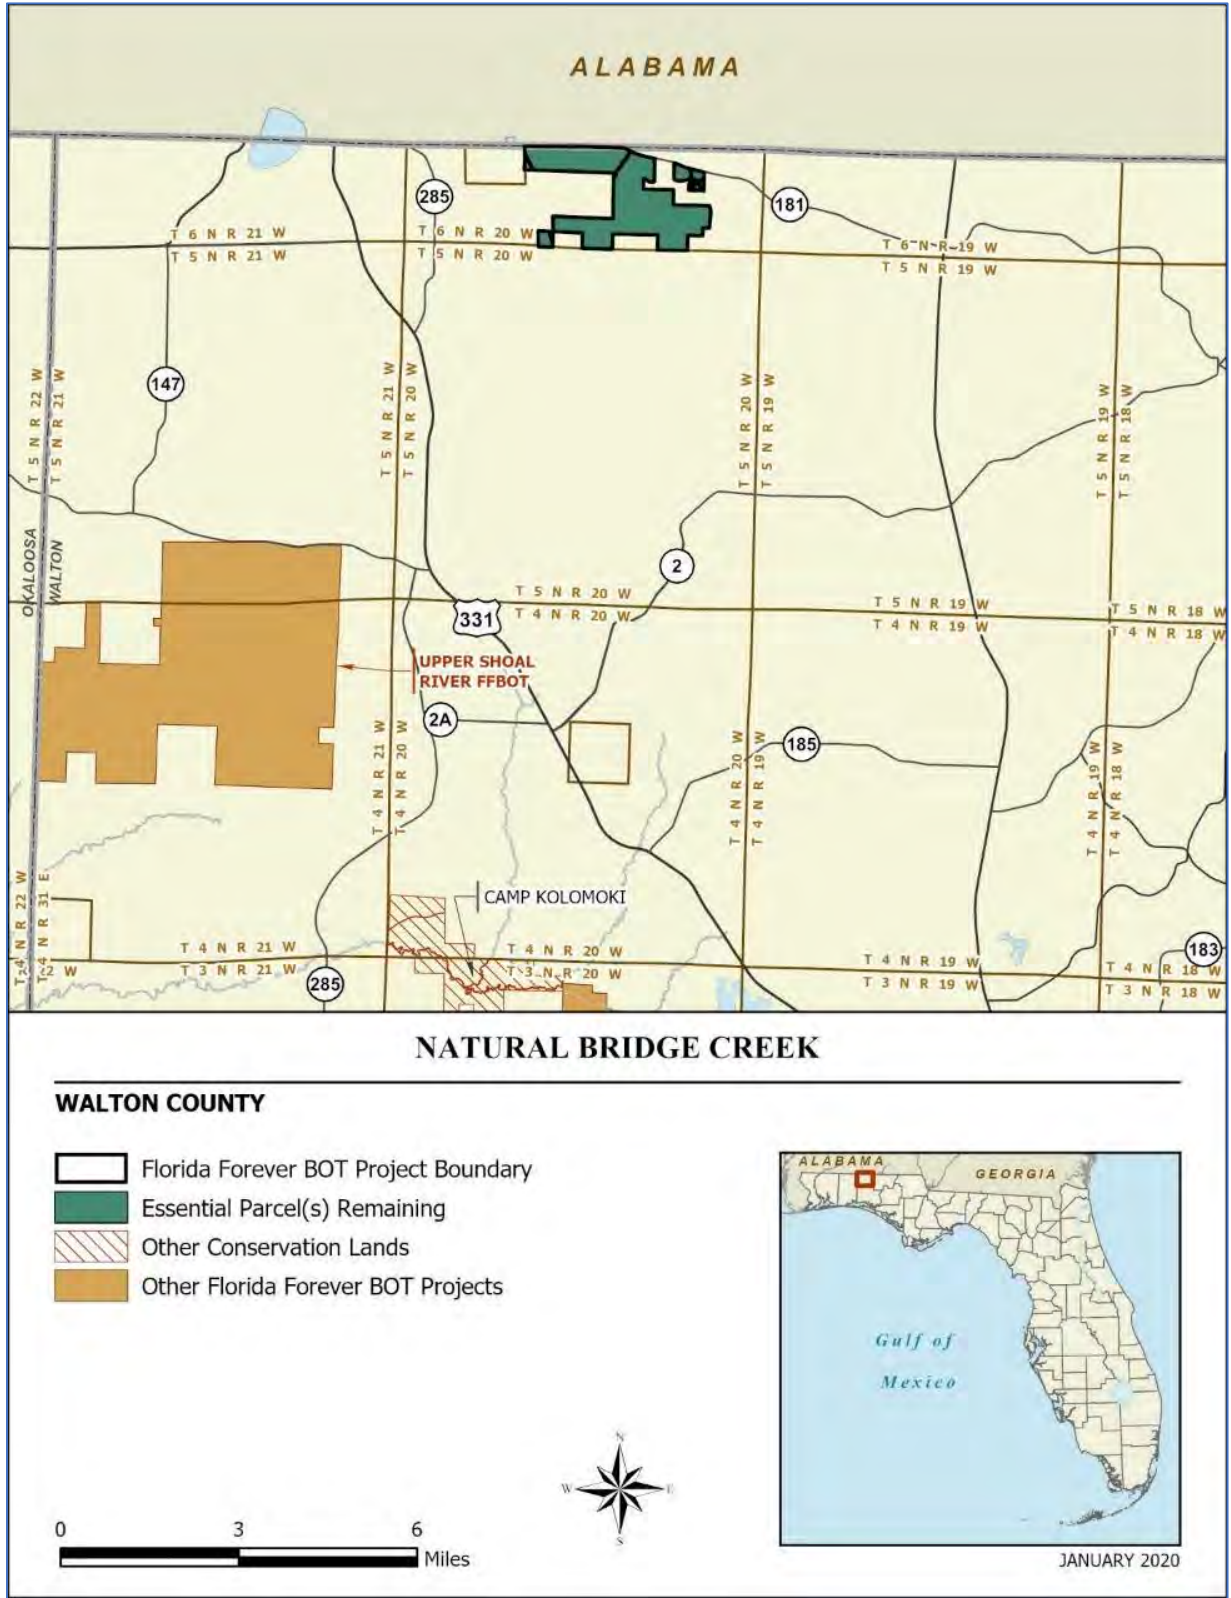 ALABAMA
285
181
T 6 N R 21 W
T 5 N R 21 W
T 6 N R 20 W
T 5 N R 20 W
T 6 N R 19 W
T 5 N R 19 W
147
T 5 N R 22 W
T 5 N R 21 W
T 5 N R 21 W
T 5 N R 20 W
T 5 N R 20 W
T 5 N R 19 W
T 5 N R 19 W
T 5 N R 18 W
OKALOOSA
WALTON
2
331
T 5 N R 20 W
T 4 N R 20 W
T 5 N R 19 W
T 4 N R 19 W
T 5 N R 18 W
T 4 N R 18 W
UPPER SHOAL
RIVER FFBOT
2A
185
T 4 N R 21 W
T 4 N R 20 W
T 4 N R 20 W
T 4 N R 19 W
T 4 N R 19 W
T 4 N R 18 W
CAMP KOLOMOKI
T 4 N R 22 W
T 4 N R 31 E
T 4 N R 21 W
T 3 N R 21 W
T 4 N R 20 W
T 3 N R 20 W
T 4 N R 19 W
T 3 N R 19 W
183
T 4 N R 18 W
T 3 N R 18 W
285
NATURAL BRIDGE CREEK
WALTON COUNTY
Florida Forever BOT Project Boundary
Essential Parcel(s) Remaining
Other Conservation Lands
Other Florida Forever BOT Projects
ALABAMA
GEORGIA
Gulf of
Mexico
N
W E
S
0 3 6
Miles
JANUARY 2020